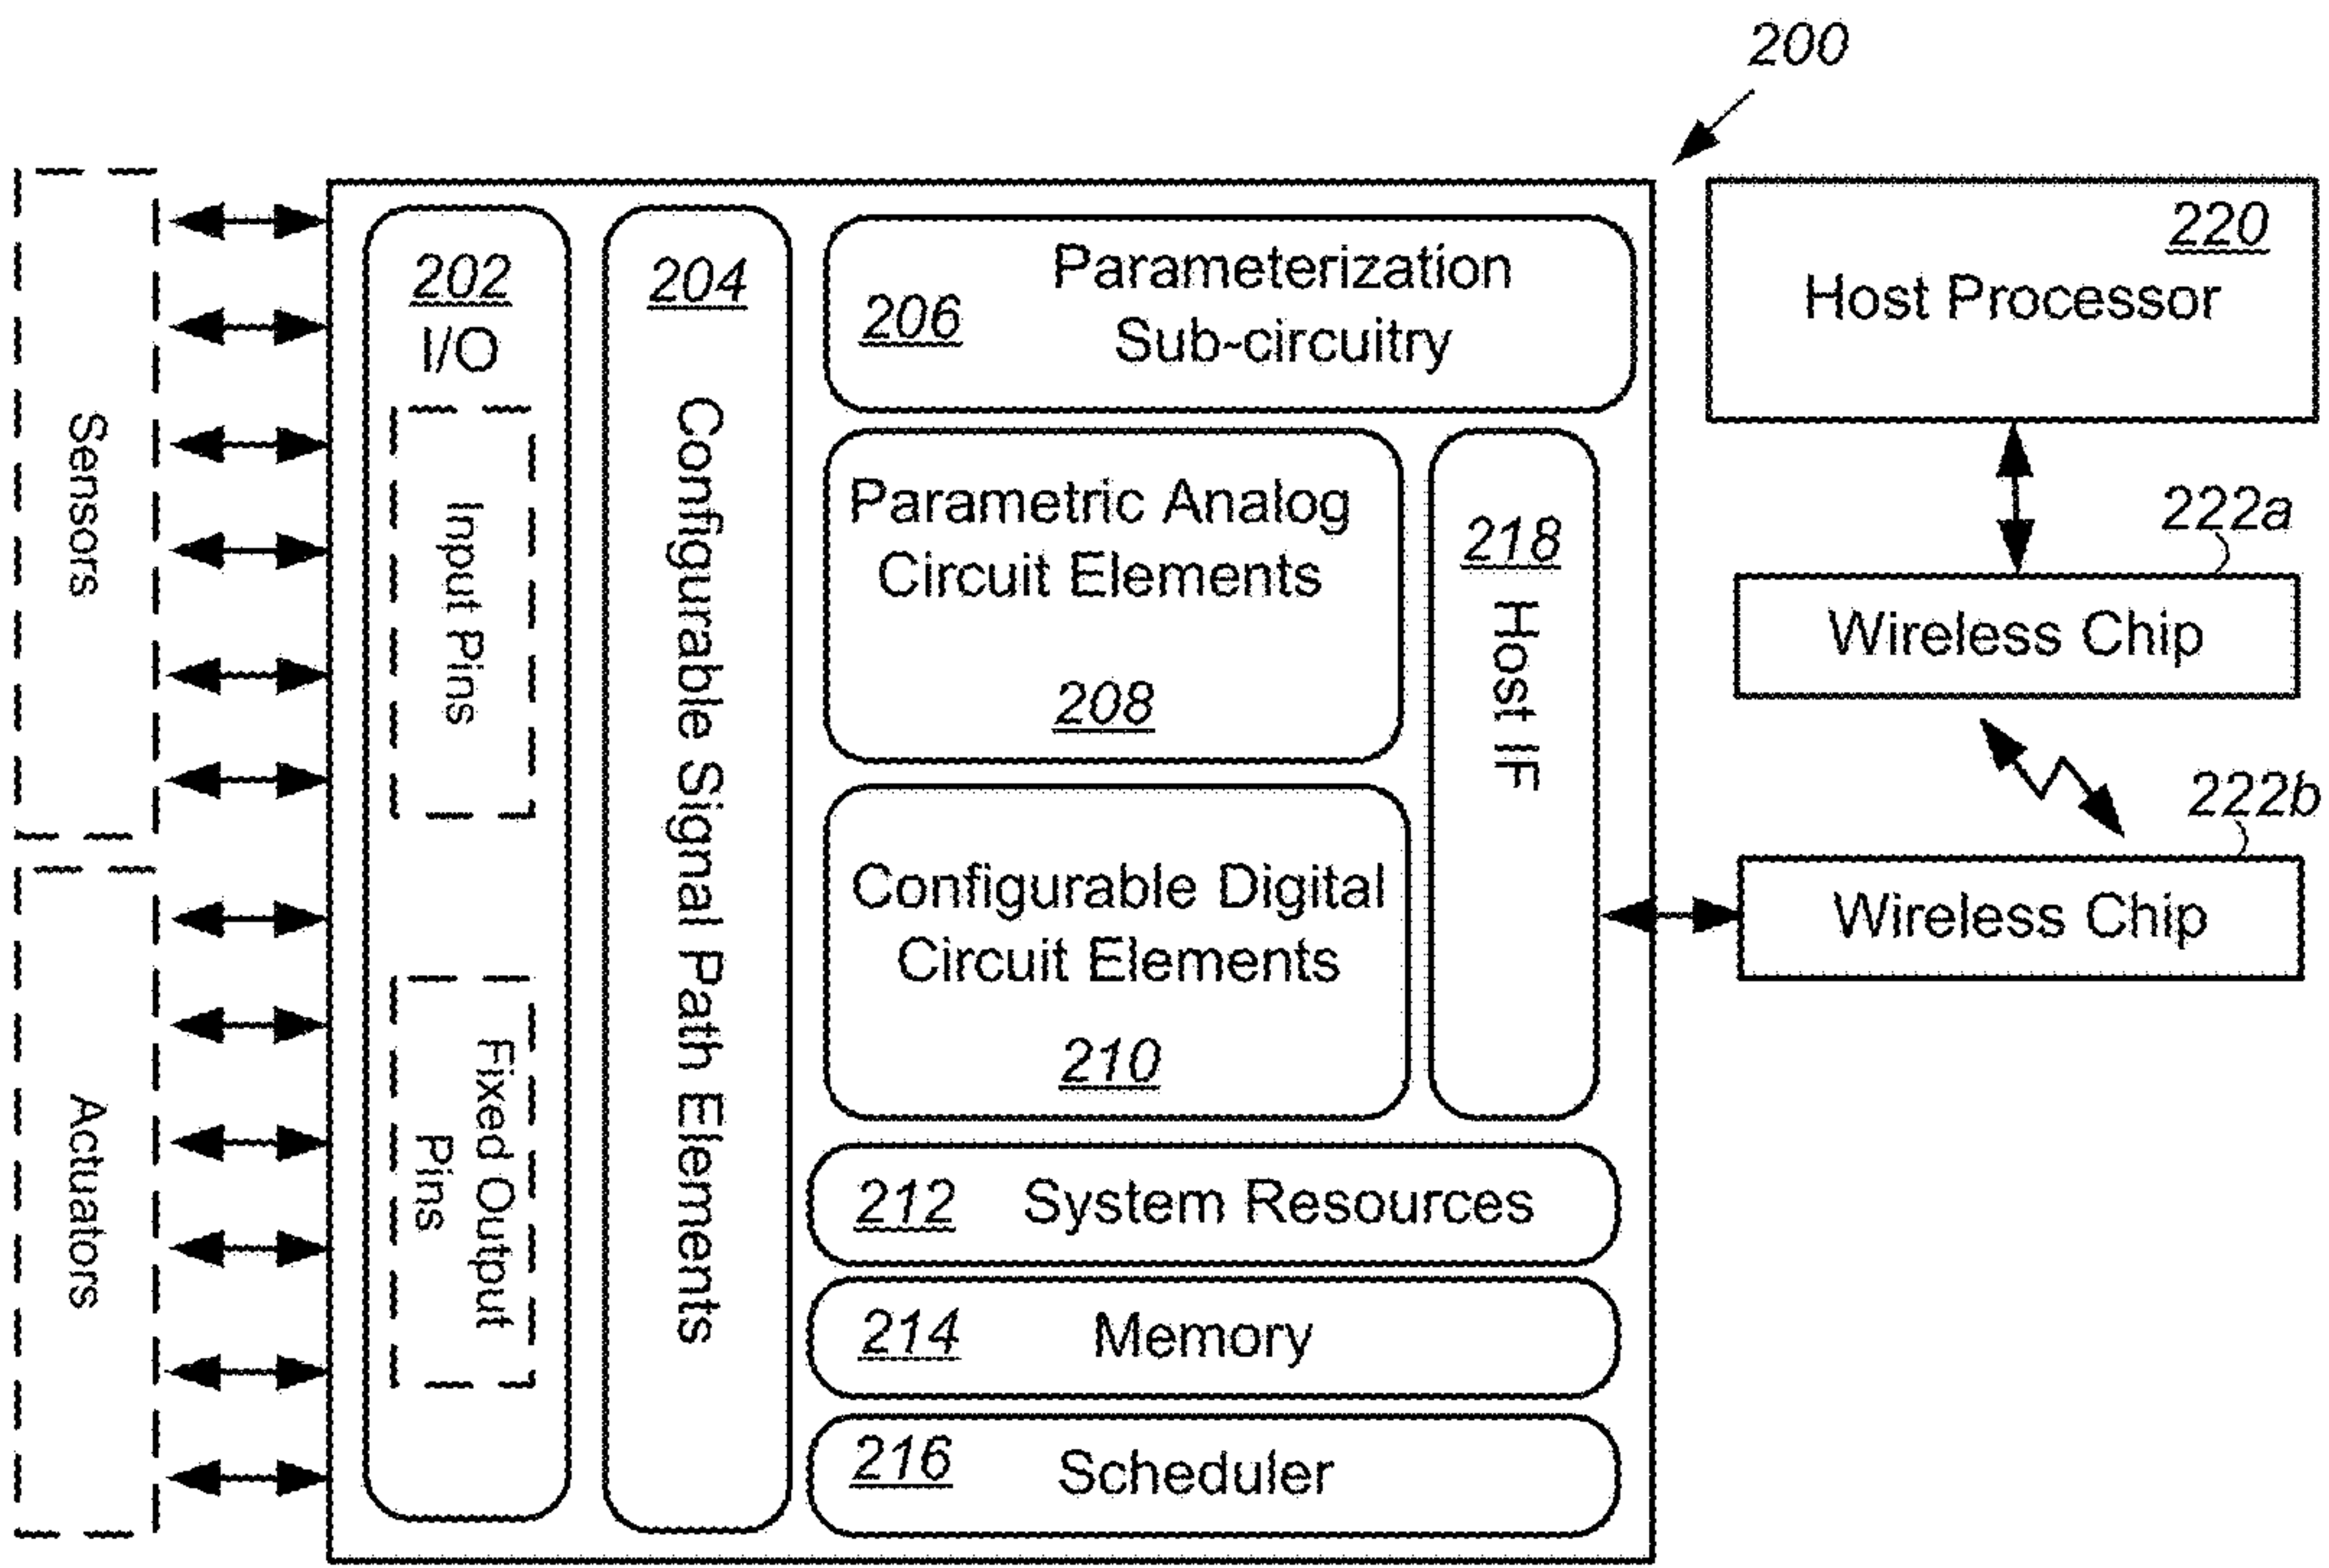 200
Sensors
Actuators
202
I/O
Input Pins
Fixed Output
Pins
204
Configurable Signal Path Elements
206
Parameterization
Sub-circuitry
Parametric Analog
Circuit Elements
208
Configurable Digital
Circuit Elements
210
218
Host IF
212 System Resources
214 Memory
216 Scheduler
220
Host Processor
222a
Wireless Chip
222b
Wireless Chip